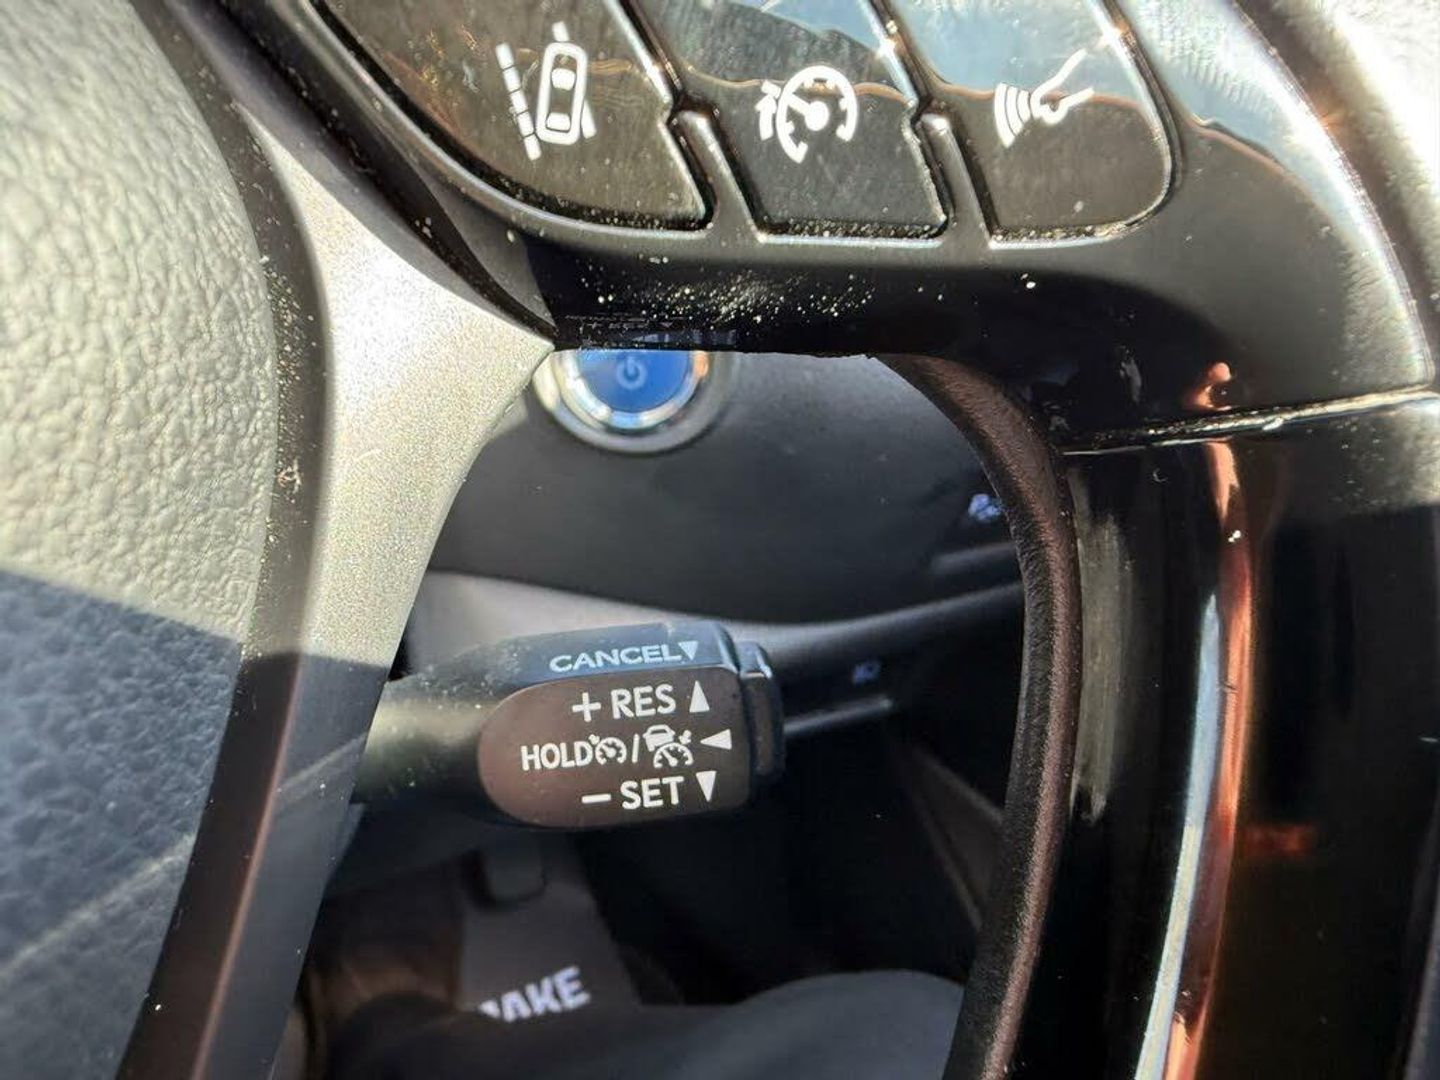 CANCEL▼
+ RES ▲
HOLD / ◀
− SET ▼